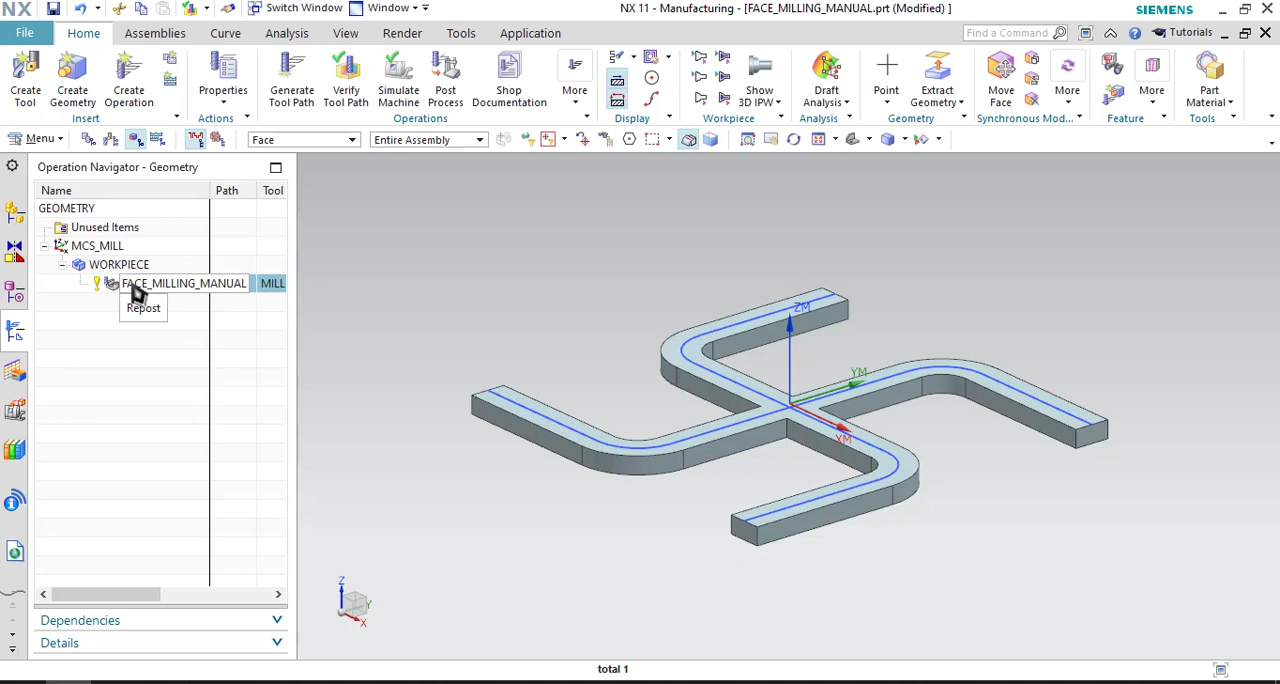 NX Switch Window Window NX 11 - Manufacturing - [FACE_MILLING_MANUAL.prt (Modified) ] SIEMENS
File Home Assemblies Curve Analysis View Render Tools Application Find a Command Tutorials
Create Tool Create Geometry Create Operation Properties Generate Tool Path Verify Tool Path Simulate Machine Post Process Shop Documentation More Show 3D IPW Draft Analysis Point Extract Geometry Move Face More More Part Material
Insert Actions Operations Display Workpiece Analysis Geometry Synchronous Mod... Feature Tools
Menu Face Entire Assembly
Operation Navigator - Geometry
Name Path Tool
GEOMETRY
Unused Items
MCS_MILL
WORKPIECE
FACE_MILLING_MANUAL MILL
Repost
ZM
YM
XM
Z
Y
X
Dependencies
Details
total 1